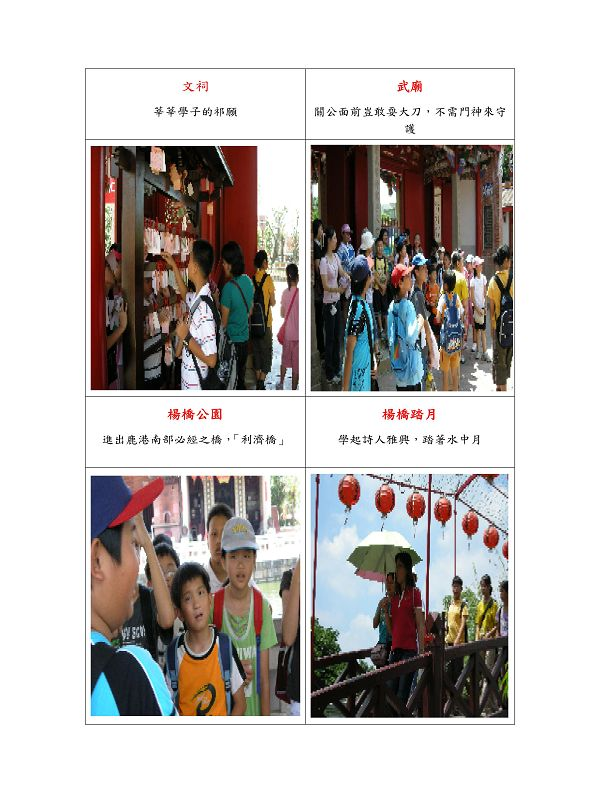 文祠
莘莘學子的祈願
武廟
關公面前豈敢耍大刀，不需門神來守
護
楊橋公園
進出鹿港南部必經之橋，「利濟橋」
楊橋踏月
學起詩人雅興，踏著水中月